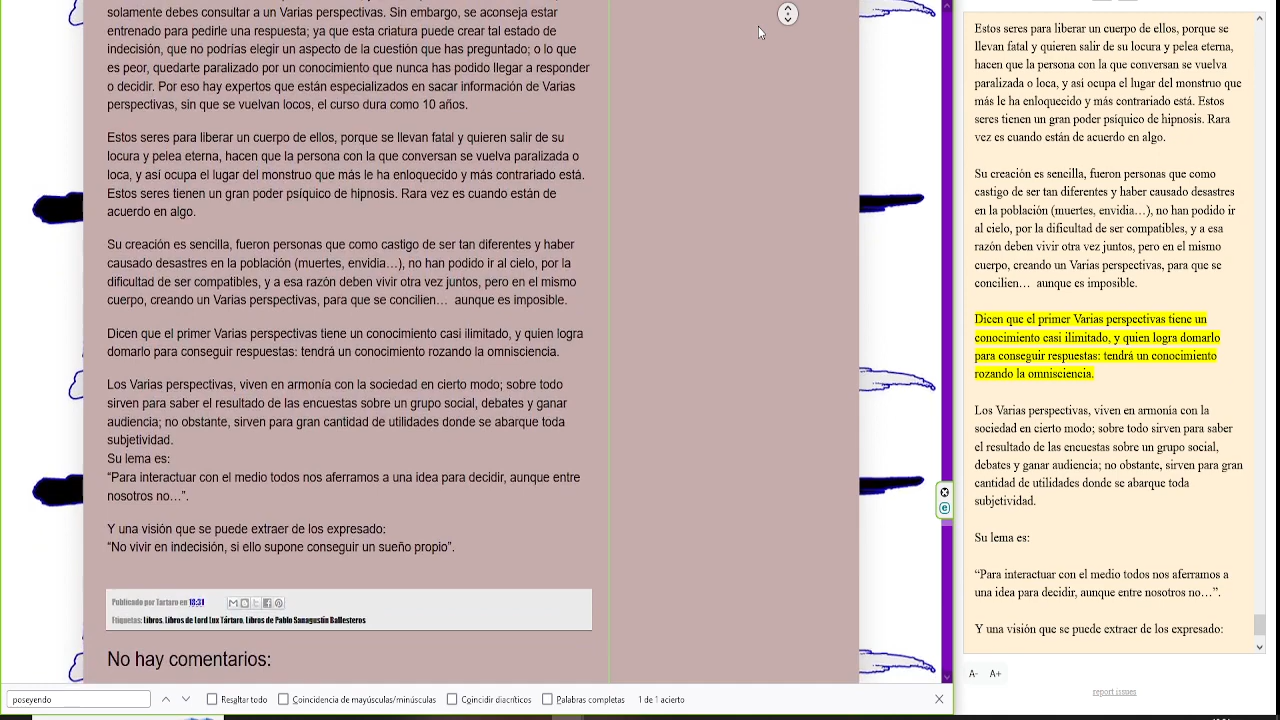 solamente debes consultar a un Varias perspectivas. Sin embargo, se aconseja estar
entrenado para pedirle una respuesta; ya que esta criatura puede crear tal estado de
indecisión, que no podrías elegir un aspecto de la cuestión que has preguntado; o lo que
es peor, quedarte paralizado por un conocimiento que nunca has podido llegar a responder
o decidir. Por eso hay expertos que están especializados en sacar información de Varias
perspectivas, sin que se vuelvan locos, el curso dura como 10 años.
Estos seres para liberar un cuerpo de ellos, porque se llevan fatal y quieren salir de su
locura y pelea eterna, hacen que la persona con la que conversan se vuelva paralizada o
loca, y así ocupa el lugar del monstruo que más le ha enloquecido y más contrariado está.
Estos seres tienen un gran poder psíquico de hipnosis. Rara vez es cuando están de
acuerdo en algo.
Su creación es sencilla, fueron personas que como castigo de ser tan diferentes y haber
causado desastres en la población (muertes, envidia…), no han podido ir al cielo, por la
dificultad de ser compatibles, y a esa razón deben vivir otra vez juntos, pero en el mismo
cuerpo, creando un Varias perspectivas, para que se concilien…  aunque es imposible.
Dicen que el primer Varias perspectivas tiene un conocimiento casi ilimitado, y quien logra
domarlo para conseguir respuestas: tendrá un conocimiento rozando la omnisciencia.
Los Varias perspectivas, viven en armonía con la sociedad en cierto modo; sobre todo
sirven para saber el resultado de las encuestas sobre un grupo social, debates y ganar
audiencia; no obstante, sirven para gran cantidad de utilidades donde se abarque toda
subjetividad.
Su lema es:
“Para interactuar con el medio todos nos aferramos a una idea para decidir, aunque entre
nosotros no…”.
Y una visión que se puede extraer de los expresado:
“No vivir en indecisión, si ello supone conseguir un sueño propio”.
Publicado por Tartaro en 18:31
Etiquetas: Libros, Libros de Lord Lux Tártaro, Libros de Pablo Sanagustín Ballesteros
No hay comentarios:
poseyendo
Resaltar todo
Coincidencia de mayúsculas/minúsculas
Coincidir diacríticos
Palabras completas
1 de 1 acierto
Estos seres para liberar un cuerpo de ellos, porque se
llevan fatal y quieren salir de su locura y pelea eterna,
hacen que la persona con la que conversan se vuelva
paralizada o loca, y así ocupa el lugar del monstruo que
más le ha enloquecido y más contrariado está. Estos
seres tienen un gran poder psíquico de hipnosis. Rara
vez es cuando están de acuerdo en algo.
Su creación es sencilla, fueron personas que como
castigo de ser tan diferentes y haber causado desastres
en la población (muertes, envidia…), no han podido ir
al cielo, por la dificultad de ser compatibles, y a esa
razón deben vivir otra vez juntos, pero en el mismo
cuerpo, creando un Varias perspectivas, para que se
concilien…  aunque es imposible.
Dicen que el primer Varias perspectivas tiene un
conocimiento casi ilimitado, y quien logra domarlo
para conseguir respuestas: tendrá un conocimiento
rozando la omnisciencia.
Los Varias perspectivas, viven en armonía con la
sociedad en cierto modo; sobre todo sirven para saber
el resultado de las encuestas sobre un grupo social,
debates y ganar audiencia; no obstante, sirven para gran
cantidad de utilidades donde se abarque toda
subjetividad.
Su lema es:
“Para interactuar con el medio todos nos aferramos a
una idea para decidir, aunque entre nosotros no…”.
Y una visión que se puede extraer de los expresado:
A- A+
report issues